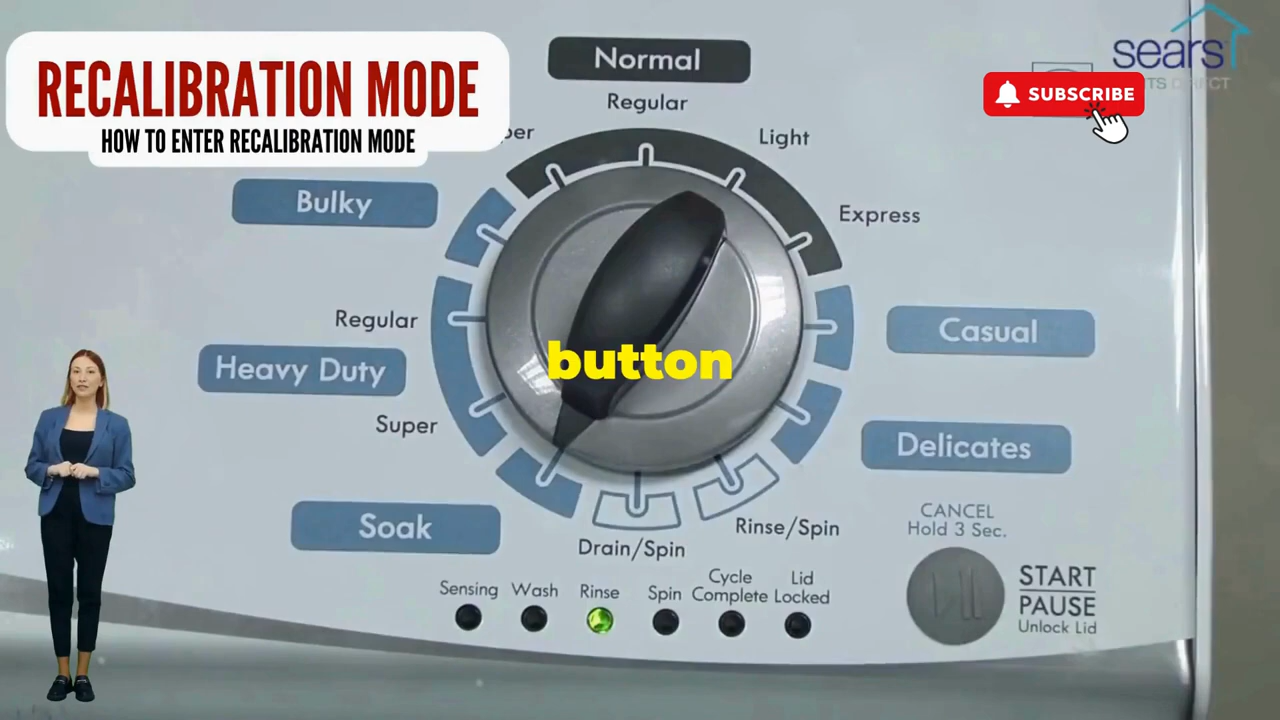 sears
RECALIBRATION MODE
HOW TO ENTER RECALIBRATION MODE
SUBSCRIBE
DIRECT
Normal
Regular
Light
Express
Bulky
Regular
Heavy Duty
Super
Casual
Delicates
button
Soak
Drain/Spin
Rinse/Spin
CANCEL
Hold 3 Sec.
Sensing
Wash
Rinse
Spin
Cycle
Complete
Lid
Locked
START
PAUSE
Unlock Lid